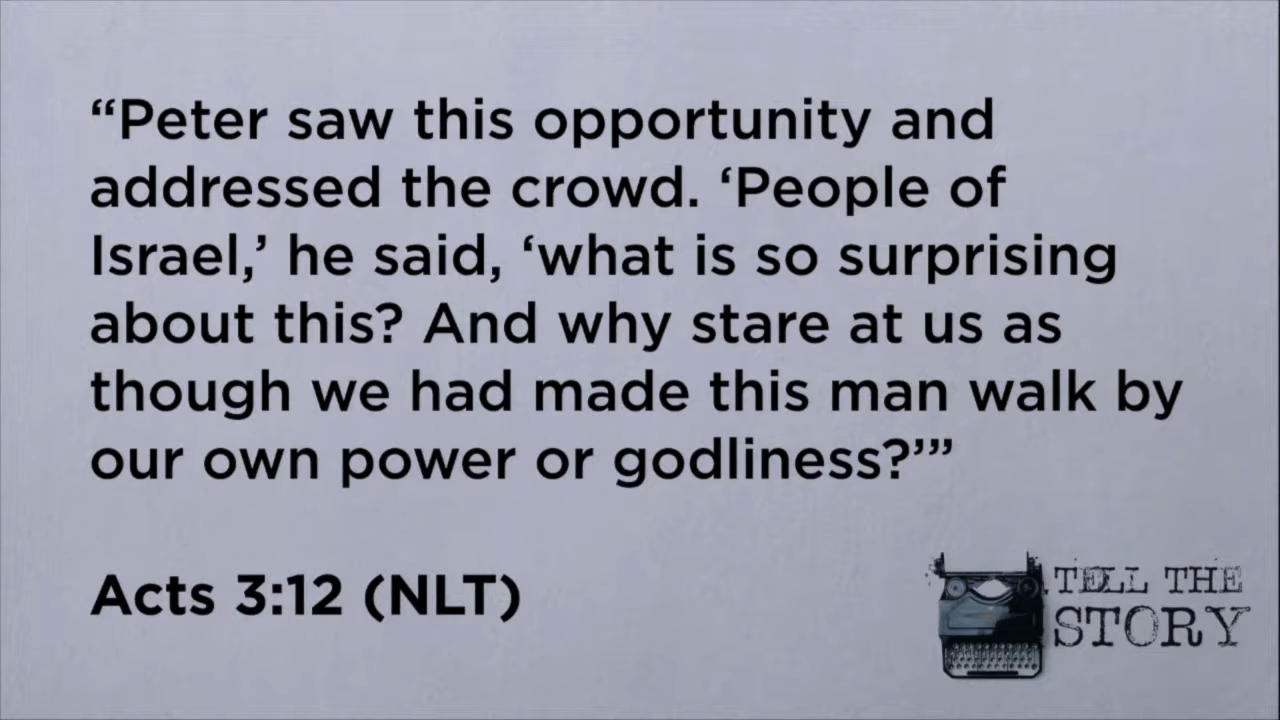 “Peter saw this opportunity and
addressed the crowd. ‘People of
Israel,’ he said, ‘what is so surprising
about this? And why stare at us as
though we had made this man walk by
our own power or godliness?’”
Acts 3:12 (NLT)
TELL THE
STORY